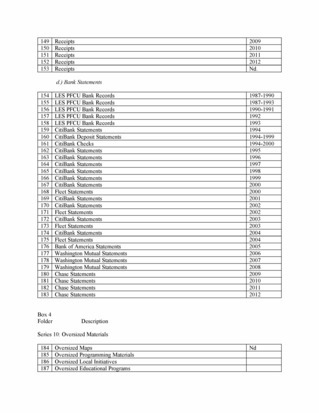 149 Receipts 2009
150 Receipts 2010
151 Receipts 2011
152 Receipts 2012
153 Receipts Nd.
d.) Bank Statements
154 LES PFCU Bank Records 1987-1990
155 LES PFCU Bank Records 1987-1993
156 LES PFCU Bank Records 1990-1991
157 LES PFCU Bank Records 1992
158 LES PFCU Bank Records 1993
159 CitiBank Statements 1994
160 CitiBank Deposit Statements 1994-1999
161 CitiBank Checks 1994-2000
162 CitiBank Statements 1995
163 CitiBank Statements 1996
164 CitiBank Statements 1997
165 CitiBank Statements 1998
166 CitiBank Statements 1999
167 CitiBank Statements 2000
168 Fleet Statements 2000
169 CitiBank Statements 2001
170 CitiBank Statements 2002
171 Fleet Statements 2002
172 CitiBank Statements 2003
173 Fleet Statements 2003
174 CitiBank Statements 2004
175 Fleet Statements 2004
176 Bank of America Statements 2005
177 Washington Mutual Statements 2006
178 Washington Mutual Statements 2007
179 Washington Mutual Statements 2008
180 Chase Statements 2009
181 Chase Statements 2010
182 Chase Statements 2011
183 Chase Statements 2012
Box 4
Folder Description
Series 10: Oversized Materials
184 Oversized Maps Nd
185 Oversized Programming Materials
186 Oversized Local Initiatives
187 Oversized Educational Programs